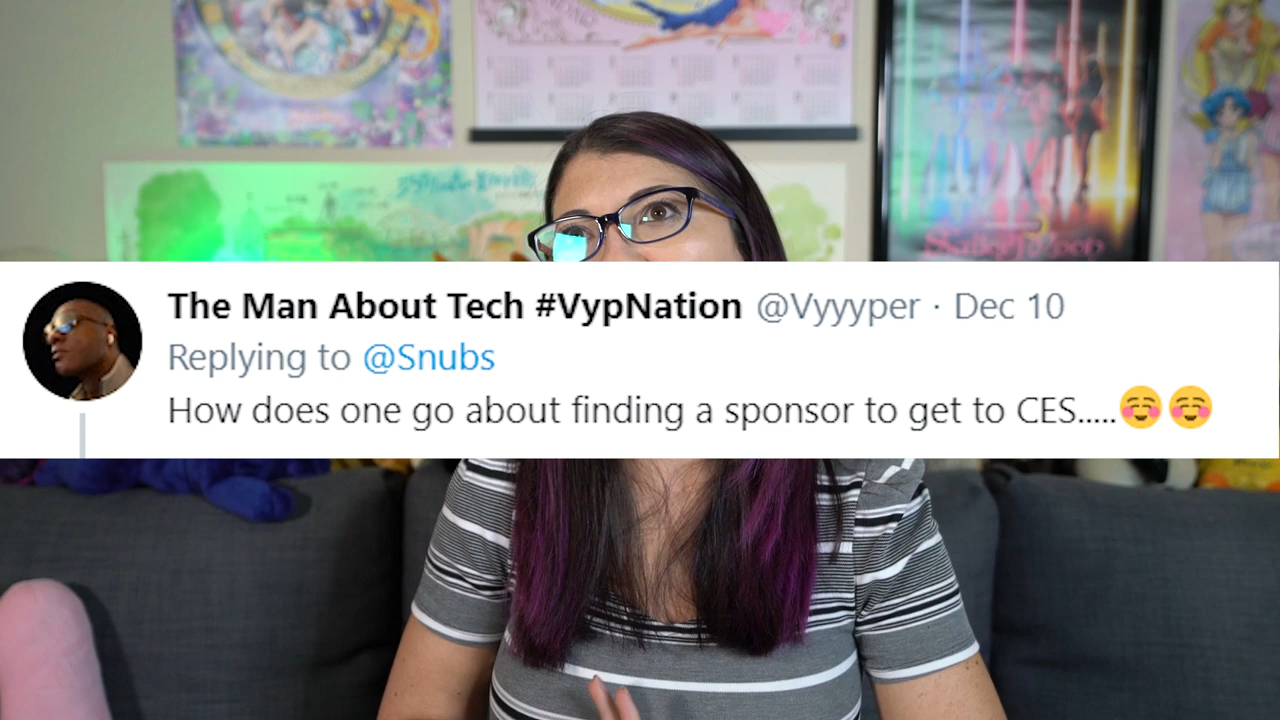 The Man About Tech #VypNation @Vyyyper · Dec 10
Replying to @Snubs
How does one go about finding a sponsor to get to CES.....☺️☺️